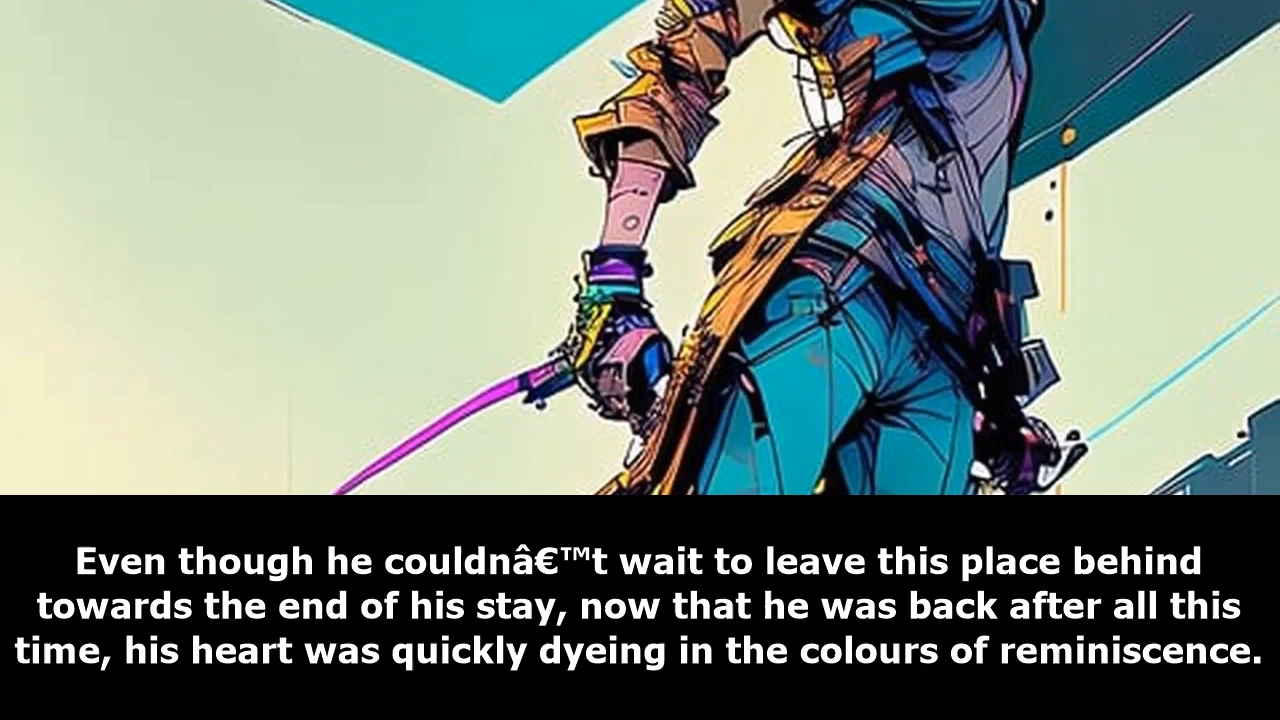 Even though he couldnâ€™t wait to leave this place behind
towards the end of his stay, now that he was back after all this
time, his heart was quickly dyeing in the colours of reminiscence.